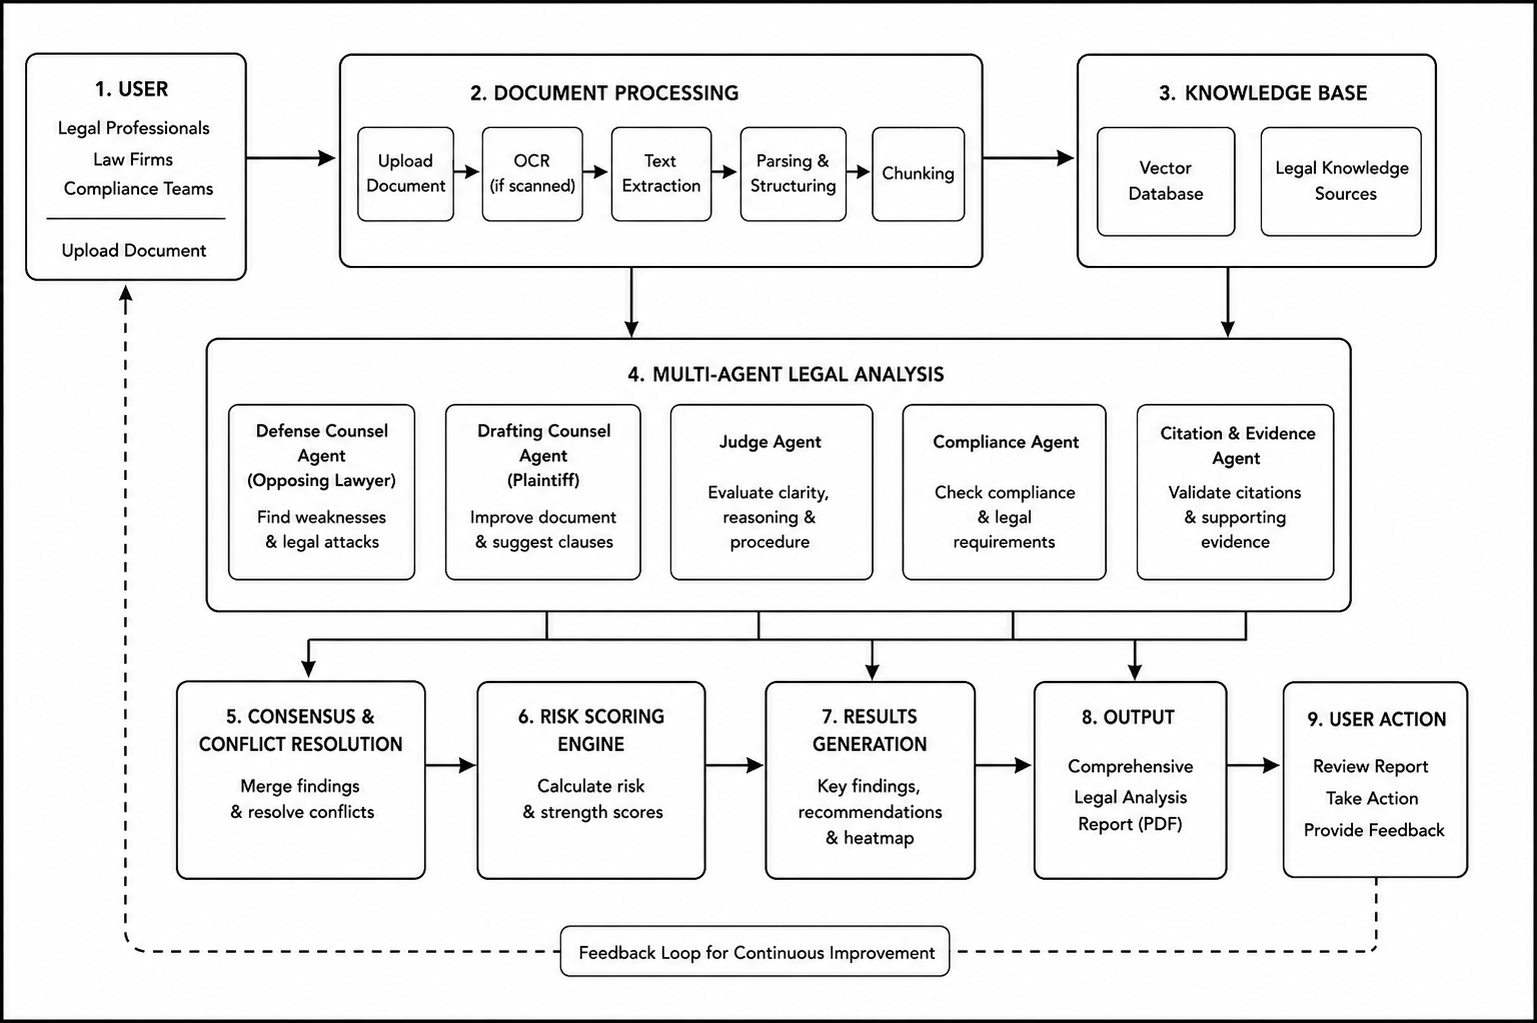 1. USER
Legal Professionals
Law Firms
Compliance Teams
Upload Document
2. DOCUMENT PROCESSING
Upload
Document
OCR
(if scanned)
Text
Extraction
Parsing &
Structuring
Chunking
3. KNOWLEDGE BASE
Vector
Database
Legal Knowledge
Sources
4. MULTI-AGENT LEGAL ANALYSIS
Defense Counsel
Agent
(Opposing Lawyer)
Find weaknesses
& legal attacks
Drafting Counsel
Agent
(Plaintiff)
Improve document
& suggest clauses
Judge Agent
Evaluate clarity,
reasoning &
procedure
Compliance Agent
Check compliance
& legal
requirements
Citation & Evidence
Agent
Validate citations
& supporting
evidence
5. CONSENSUS &
CONFLICT RESOLUTION
Merge findings
& resolve conflicts
6. RISK SCORING
ENGINE
Calculate risk
& strength scores
7. RESULTS
GENERATION
Key findings,
recommendations
& heatmap
8. OUTPUT
Comprehensive
Legal Analysis
Report (PDF)
9. USER ACTION
Review Report
Take Action
Provide Feedback
Feedback Loop for Continuous Improvement